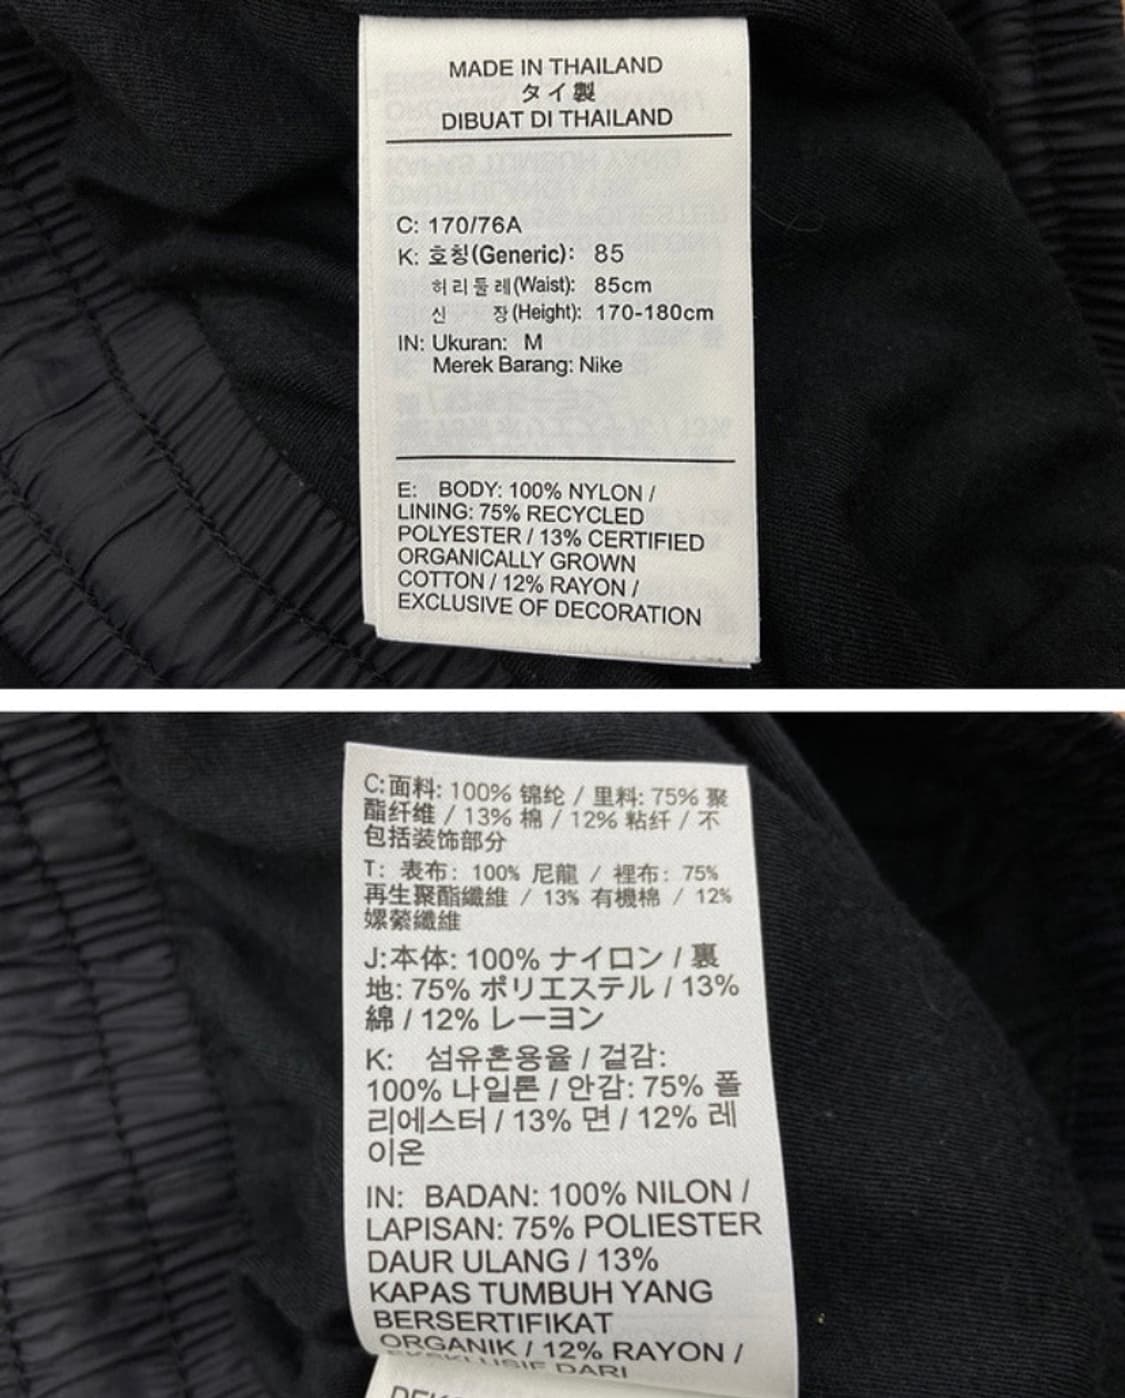 MADE IN THAILAND
タイ製
DIBUAT DI THAILAND
C: 170/76A
K: 호칭(Generic): 85
허리둘레(Waist): 85cm
신 장(Height): 170-180cm
IN: Ukuran: M
Merek Barang: Nike
E: BODY: 100% NYLON /
LINING: 75% RECYCLED
POLYESTER / 13% CERTIFIED
ORGANICALLY GROWN
COTTON / 12% RAYON /
EXCLUSIVE OF DECORATION
C:面料: 100% 锦纶 / 里料: 75% 聚
酯纤维 / 13% 棉 / 12% 粘纤 / 不
包括装饰部分
T: 表布: 100% 尼龍 / 裡布: 75%
再生聚酯纖維 / 13% 有機棉 / 12%
嫘縈纖維
J:本体: 100% ナイロン / 裏
地: 75% ポリエステル / 13%
綿 / 12% レーヨン
K: 섬유혼용율 / 겉감:
100% 나일론 / 안감: 75% 폴
리에스터 / 13% 면 / 12% 레
이온
IN: BADAN: 100% NILON /
LAPISAN: 75% POLIESTER
DAUR ULANG / 13%
KAPAS TUMBUH YANG
BERSERTIFIKAT
ORGANIK / 12% RAYON /
DARI